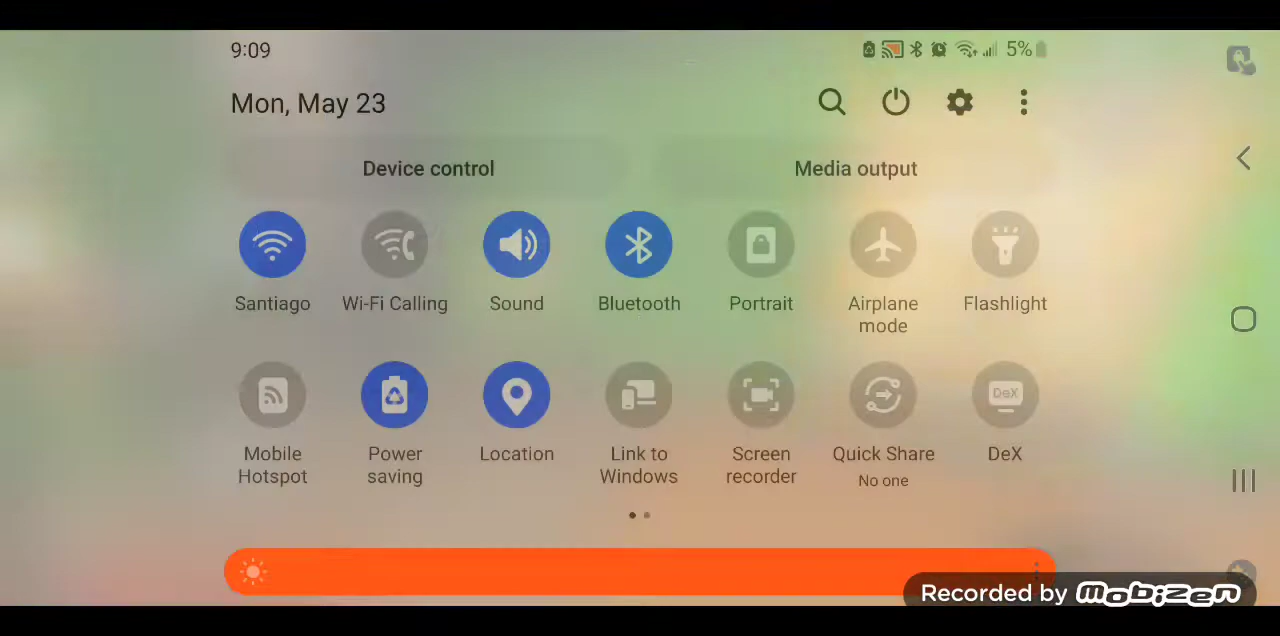 9:09
5%
Mon, May 23
Device control
Media output
Santiago
Wi-Fi Calling
Sound
Bluetooth
Portrait
Airplane
mode
Flashlight
Mobile
Hotspot
Power
saving
Location
Link to
Windows
Screen
recorder
Quick Share
No one
DeX
DeX
Recorded by mobizen